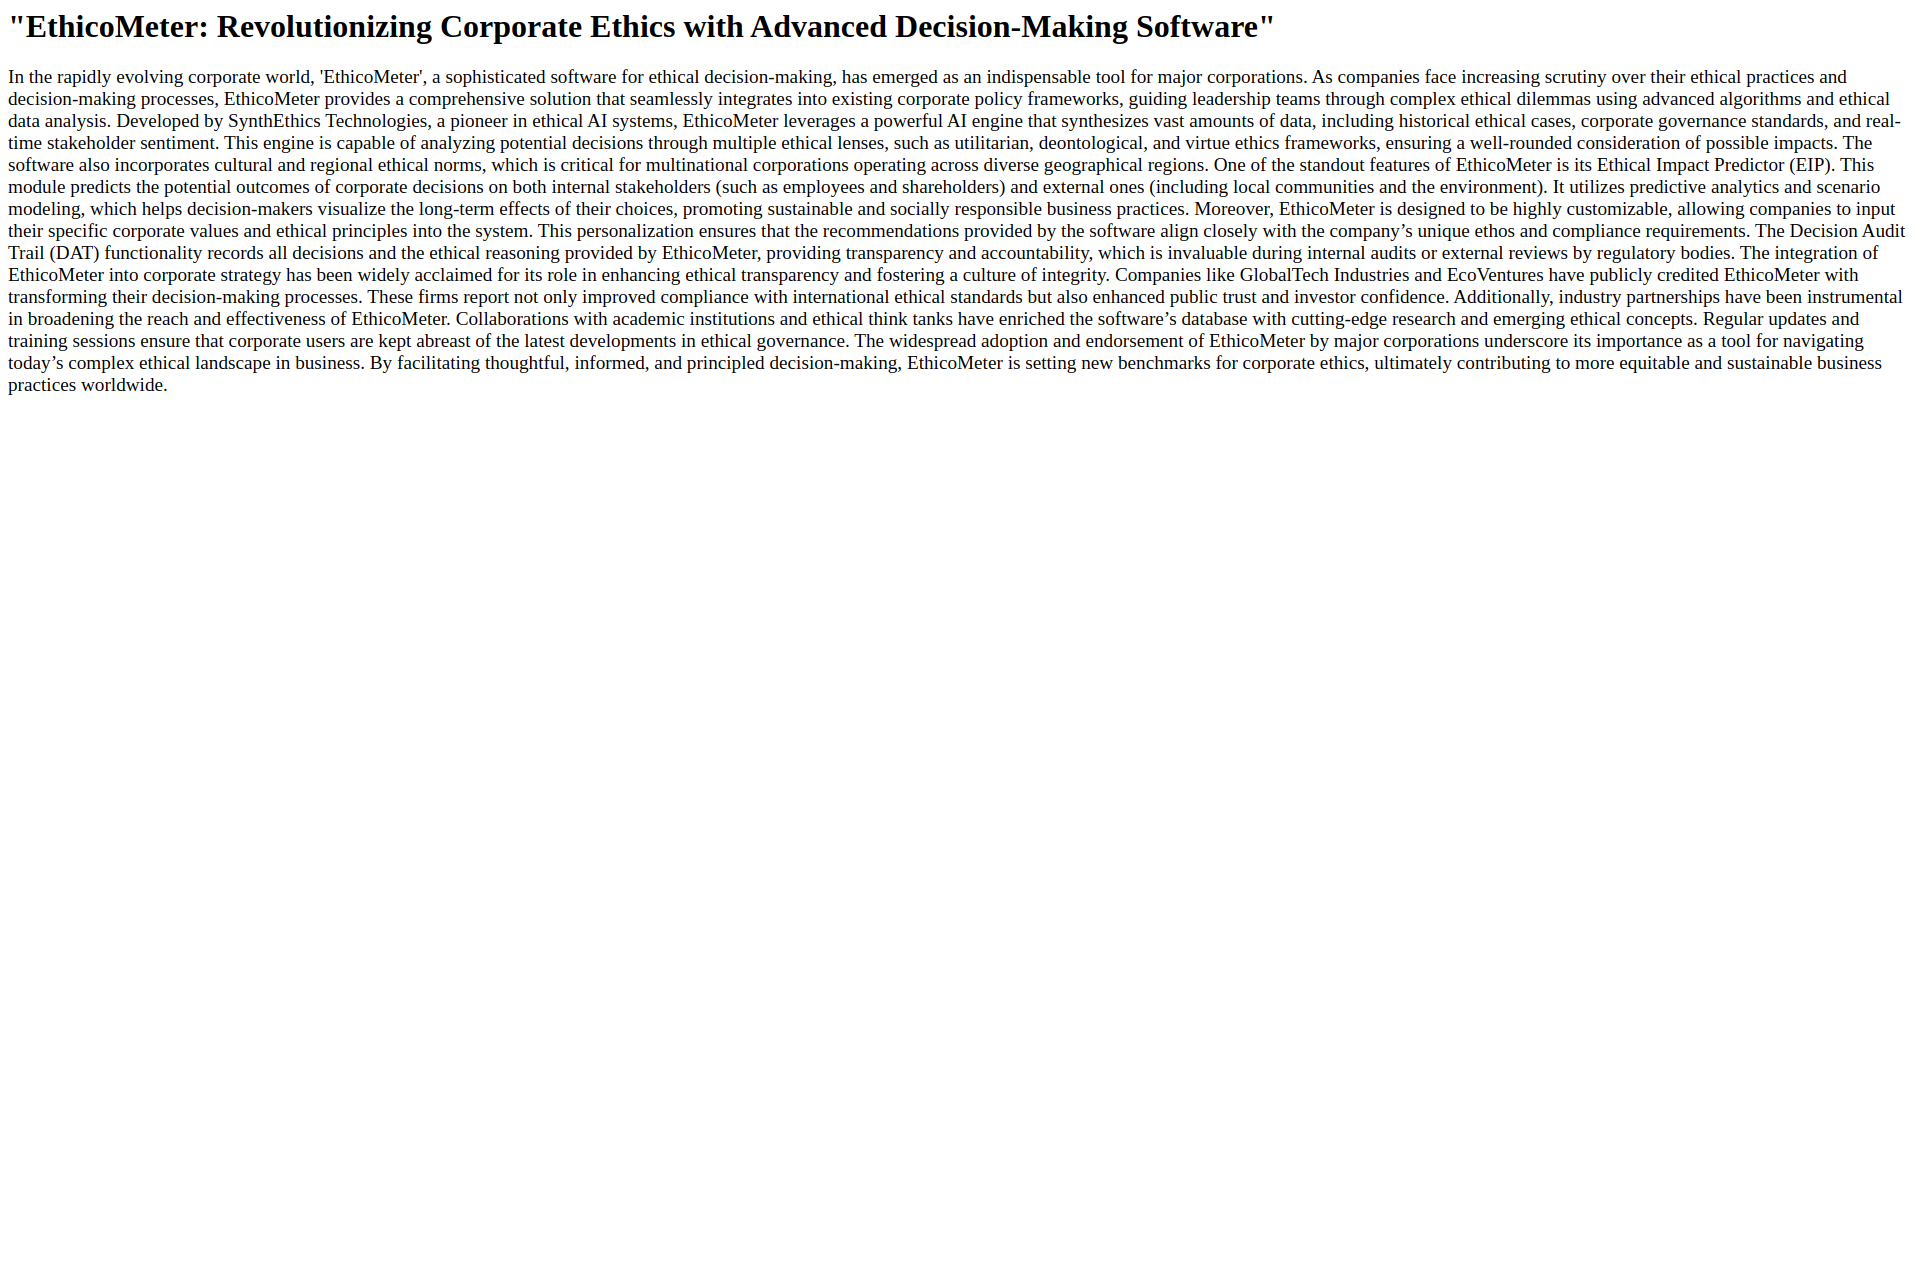 "EthicoMeter: Revolutionizing Corporate Ethics with Advanced Decision-Making Software"
In the rapidly evolving corporate world, 'EthicoMeter', a sophisticated software for ethical decision-making, has emerged as an indispensable tool for major corporations. As companies face increasing scrutiny over their ethical practices and
decision-making processes, EthicoMeter provides a comprehensive solution that seamlessly integrates into existing corporate policy frameworks, guiding leadership teams through complex ethical dilemmas using advanced algorithms and ethical
data analysis. Developed by SynthEthics Technologies, a pioneer in ethical AI systems, EthicoMeter leverages a powerful AI engine that synthesizes vast amounts of data, including historical ethical cases, corporate governance standards, and real-
time stakeholder sentiment. This engine is capable of analyzing potential decisions through multiple ethical lenses, such as utilitarian, deontological, and virtue ethics frameworks, ensuring a well-rounded consideration of possible impacts. The
software also incorporates cultural and regional ethical norms, which is critical for multinational corporations operating across diverse geographical regions. One of the standout features of EthicoMeter is its Ethical Impact Predictor (EIP). This
module predicts the potential outcomes of corporate decisions on both internal stakeholders (such as employees and shareholders) and external ones (including local communities and the environment). It utilizes predictive analytics and scenario
modeling, which helps decision-makers visualize the long-term effects of their choices, promoting sustainable and socially responsible business practices. Moreover, EthicoMeter is designed to be highly customizable, allowing companies to input
their specific corporate values and ethical principles into the system. This personalization ensures that the recommendations provided by the software align closely with the company’s unique ethos and compliance requirements. The Decision Audit
Trail (DAT) functionality records all decisions and the ethical reasoning provided by EthicoMeter, providing transparency and accountability, which is invaluable during internal audits or external reviews by regulatory bodies. The integration of
EthicoMeter into corporate strategy has been widely acclaimed for its role in enhancing ethical transparency and fostering a culture of integrity. Companies like GlobalTech Industries and EcoVentures have publicly credited EthicoMeter with
transforming their decision-making processes. These firms report not only improved compliance with international ethical standards but also enhanced public trust and investor confidence. Additionally, industry partnerships have been instrumental
in broadening the reach and effectiveness of EthicoMeter. Collaborations with academic institutions and ethical think tanks have enriched the software’s database with cutting-edge research and emerging ethical concepts. Regular updates and
training sessions ensure that corporate users are kept abreast of the latest developments in ethical governance. The widespread adoption and endorsement of EthicoMeter by major corporations underscore its importance as a tool for navigating
today’s complex ethical landscape in business. By facilitating thoughtful, informed, and principled decision-making, EthicoMeter is setting new benchmarks for corporate ethics, ultimately contributing to more equitable and sustainable business
practices worldwide.